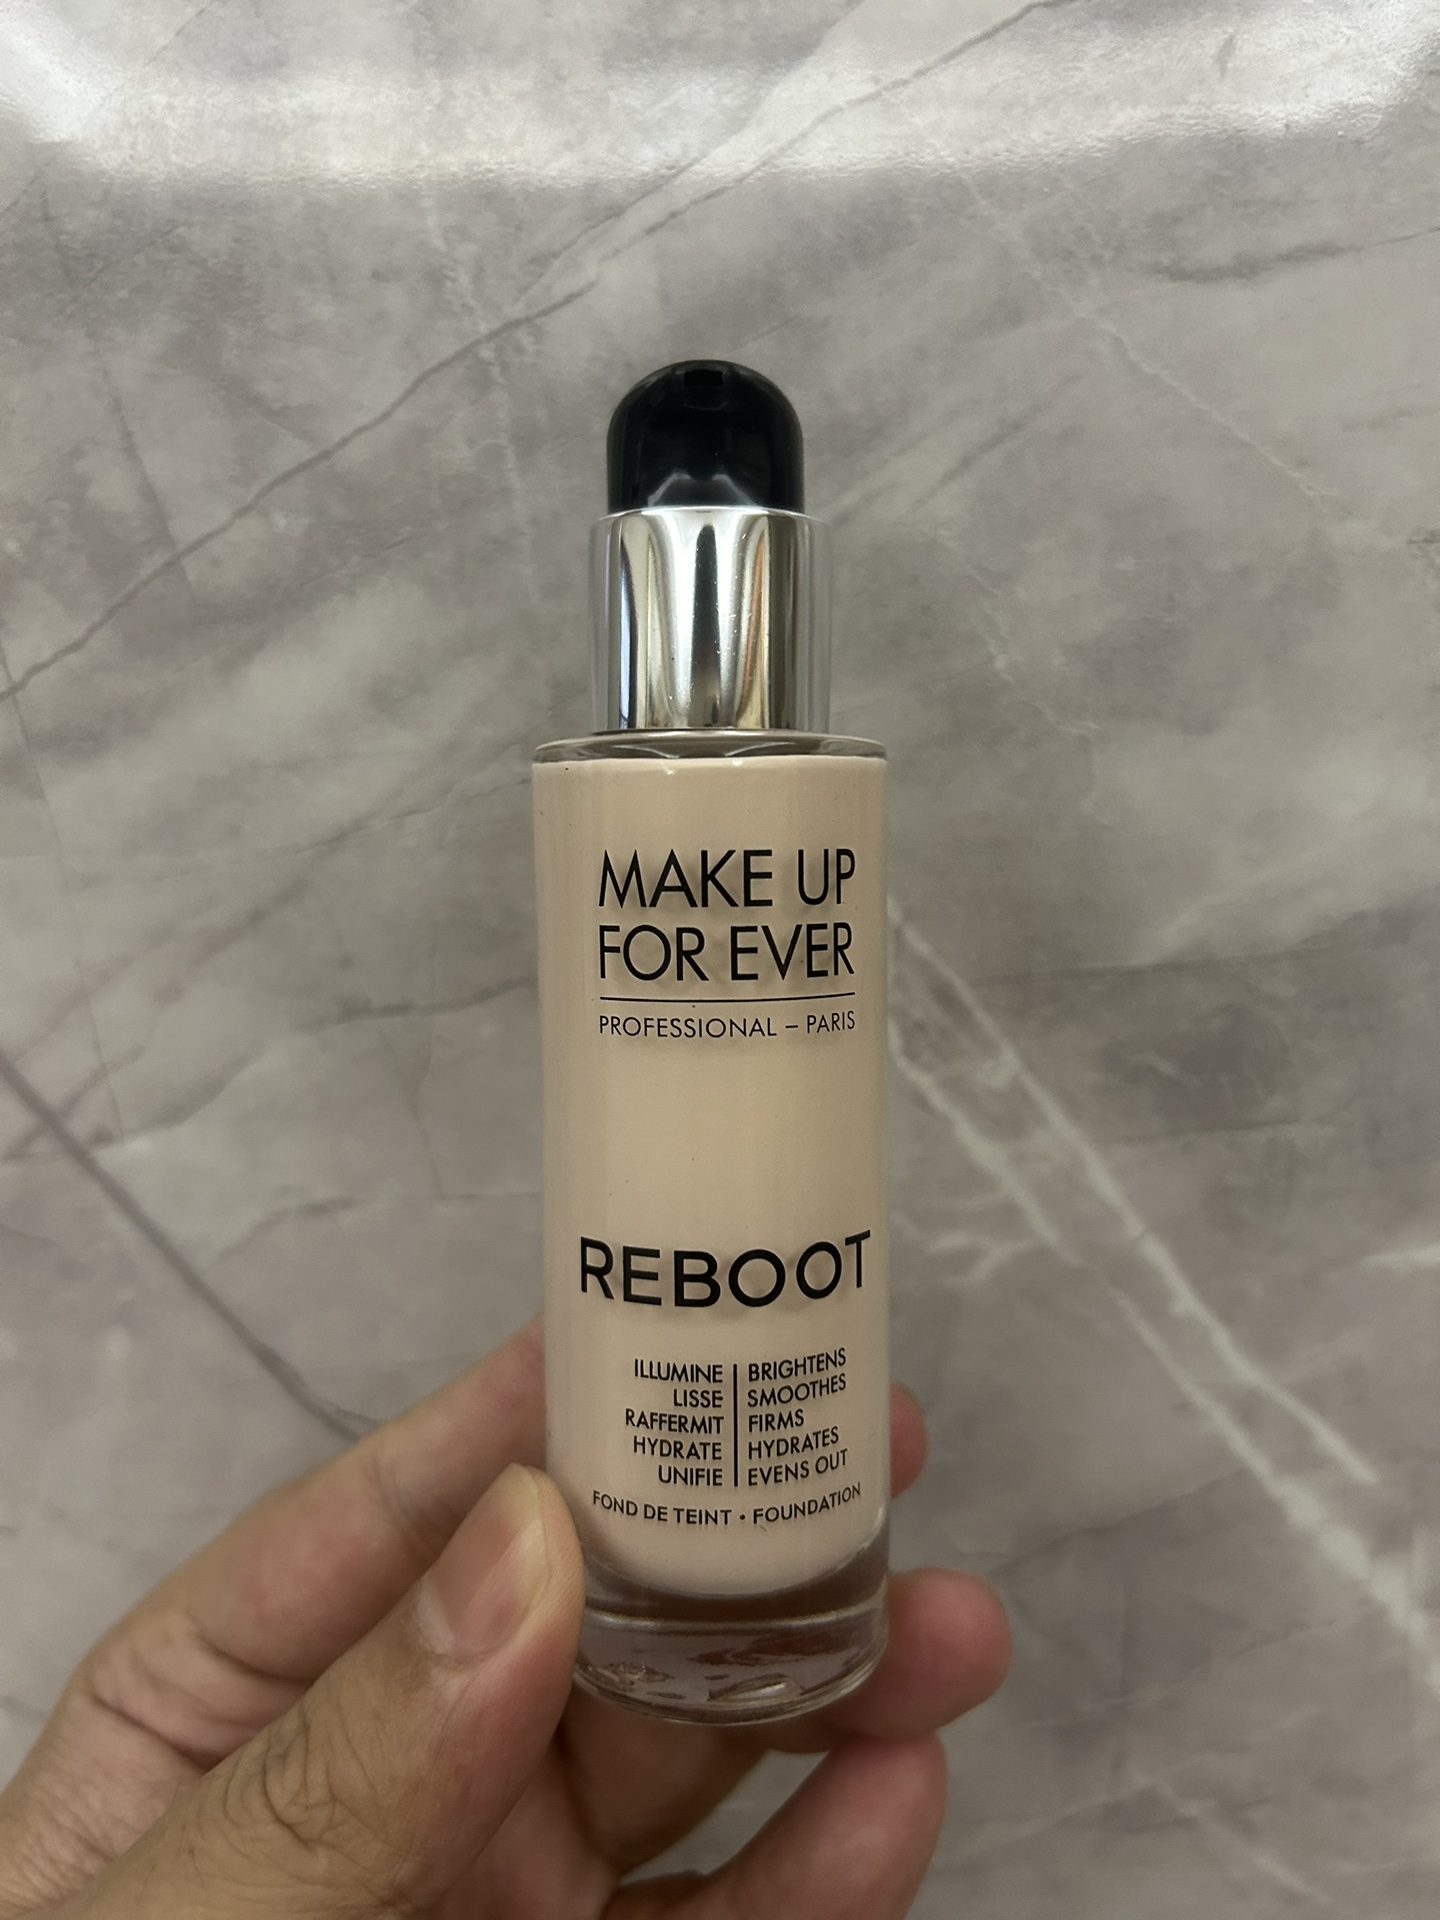 MAKE UP
FOR EVER
PROFESSIONAL – PARIS
REBOOT
ILLUMINE | BRIGHTENS
LISSE | SMOOTHES
RAFFERMIT | FIRMS
HYDRATE | HYDRATES
UNIFIE | EVENS OUT
FOND DE TEINT • FOUNDATION